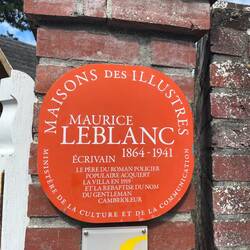 MAISONS DES ILLUSTRES
MAURICE
LEBLANC
1864-1941
ÉCRIVAIN
LE PÈRE DU ROMAN POLICIER
POPULAIRE ACQUIERT
LA VILLA EN 1919
ET LA REBAPTISE DU NOM
DU GENTLEMAN
CAMBRIOLEUR
MINISTÈRE DE LA CULTURE ET DE LA COMMUNICATION